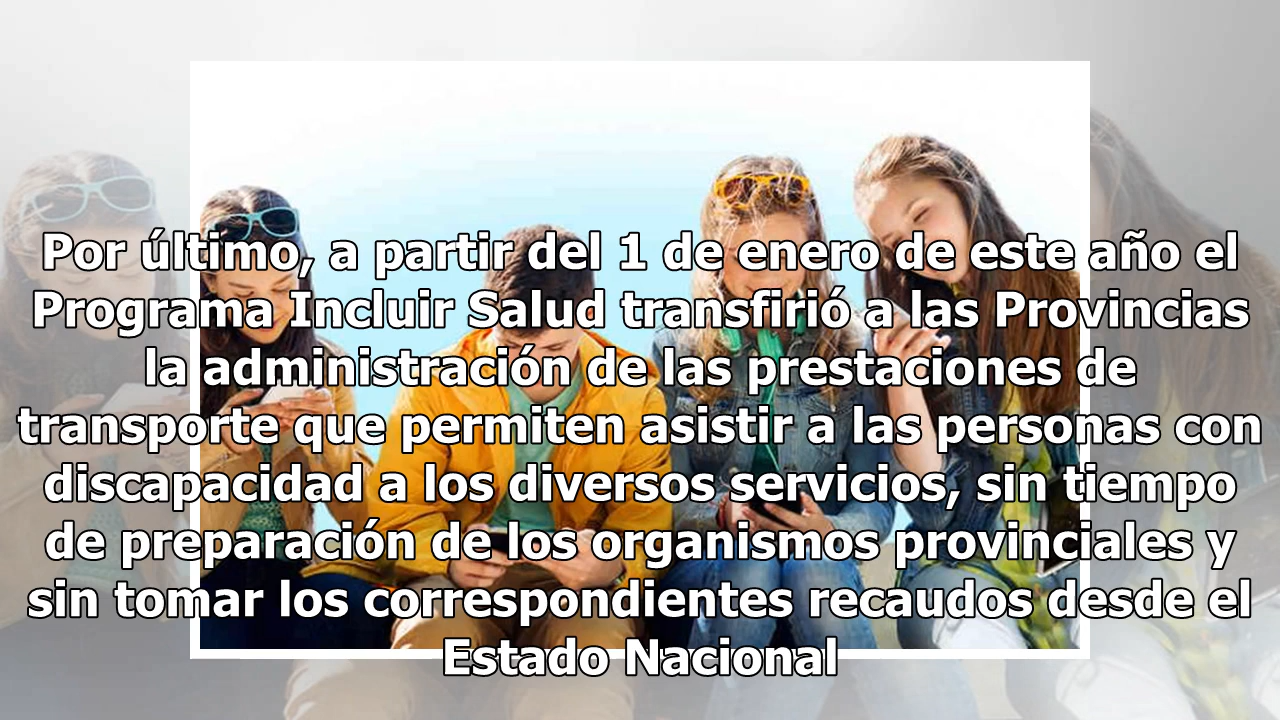 Por último, a partir del 1 de enero de este año el
Programa Incluir Salud transfirió a las Provincias
la administración de las prestaciones de
transporte que permiten asistir a las personas con
discapacidad a los diversos servicios, sin tiempo
de preparación de los organismos provinciales y
sin tomar los correspondientes recaudos desde el
Estado Nacional